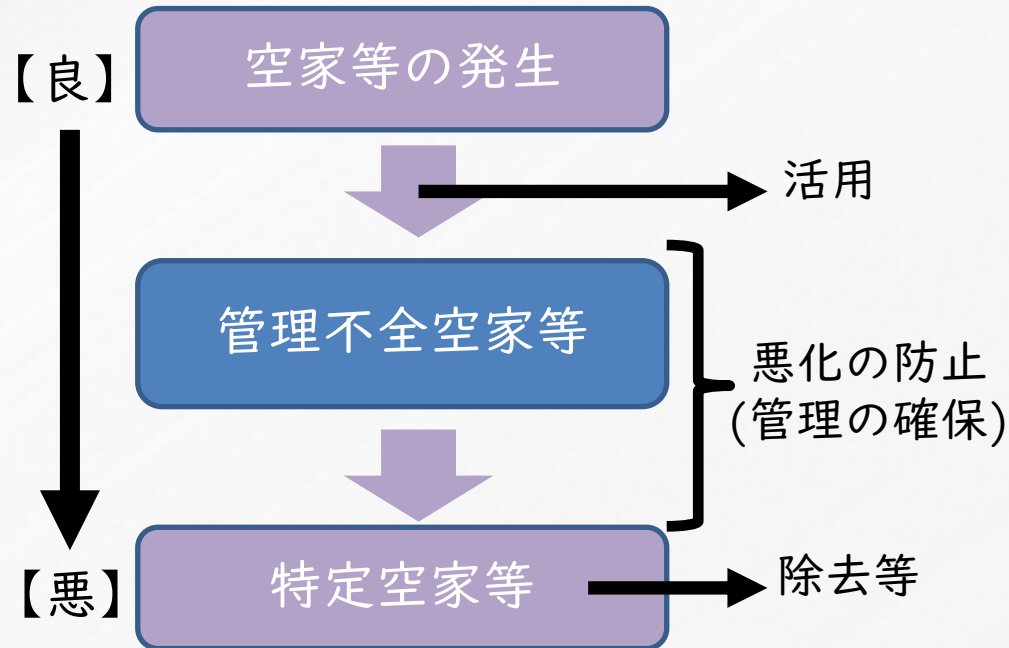 空家等の発生
【良】
活用
管理不全空家等
悪化の防止
(管理の確保)
特定空家等
除去等
【悪】